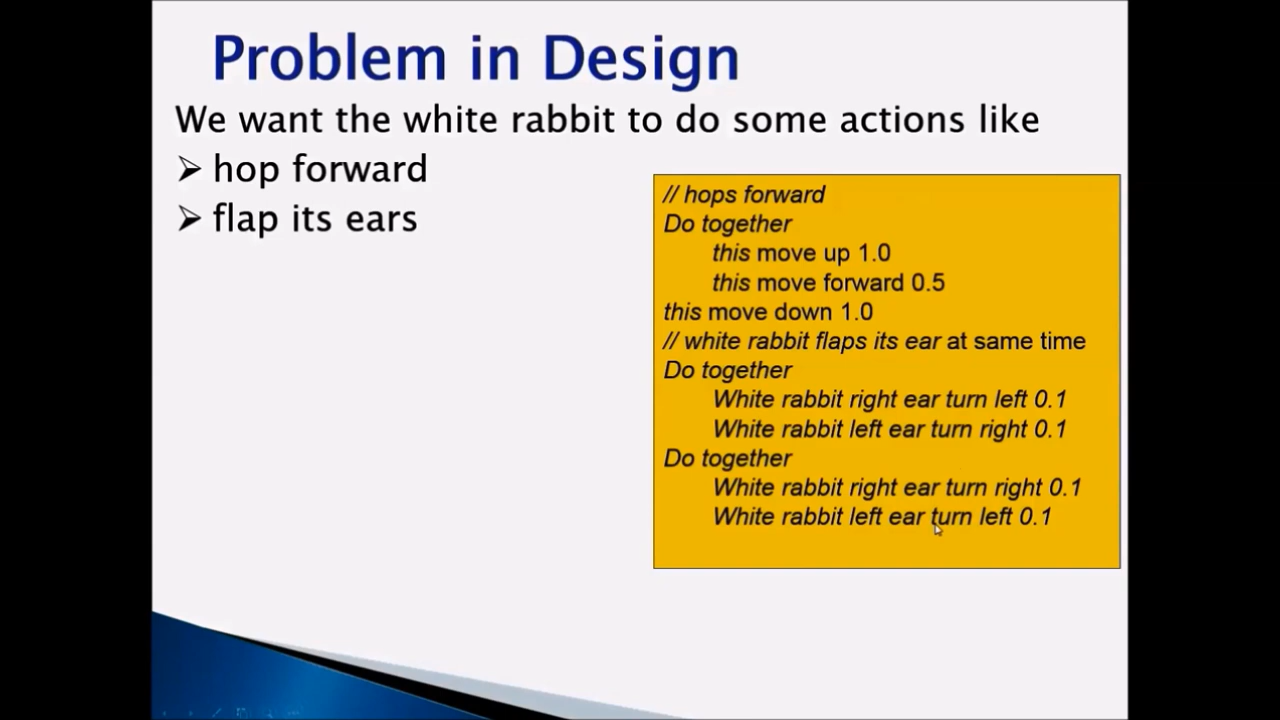 Problem in Design
We want the white rabbit to do some actions like
➢ hop forward
➢ flap its ears
// hops forward
Do together
this move up 1.0
this move forward 0.5
this move down 1.0
// white rabbit flaps its ear at same time
Do together
White rabbit right ear turn left 0.1
White rabbit left ear turn right 0.1
Do together
White rabbit right ear turn right 0.1
White rabbit left ear turn left 0.1